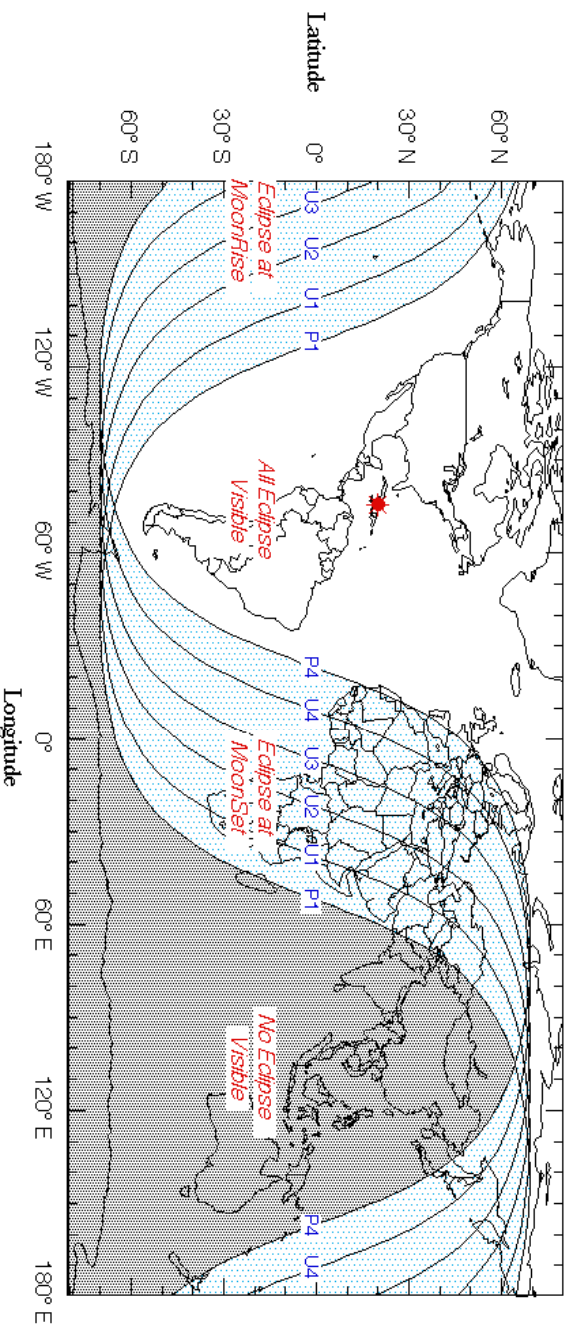 Latitude
60° N
30° N
0°
30° S
60° S
U3
U2
U1
P1
P4
U4
U3
U2
U1
P1
P4
U4
Eclipse at
MoonRise
All Eclipse
Visible
Eclipse at
MoonSet
No Eclipse
Visible
180° W
120° W
60° W
0°
60° E
120° E
180° E
Longitude